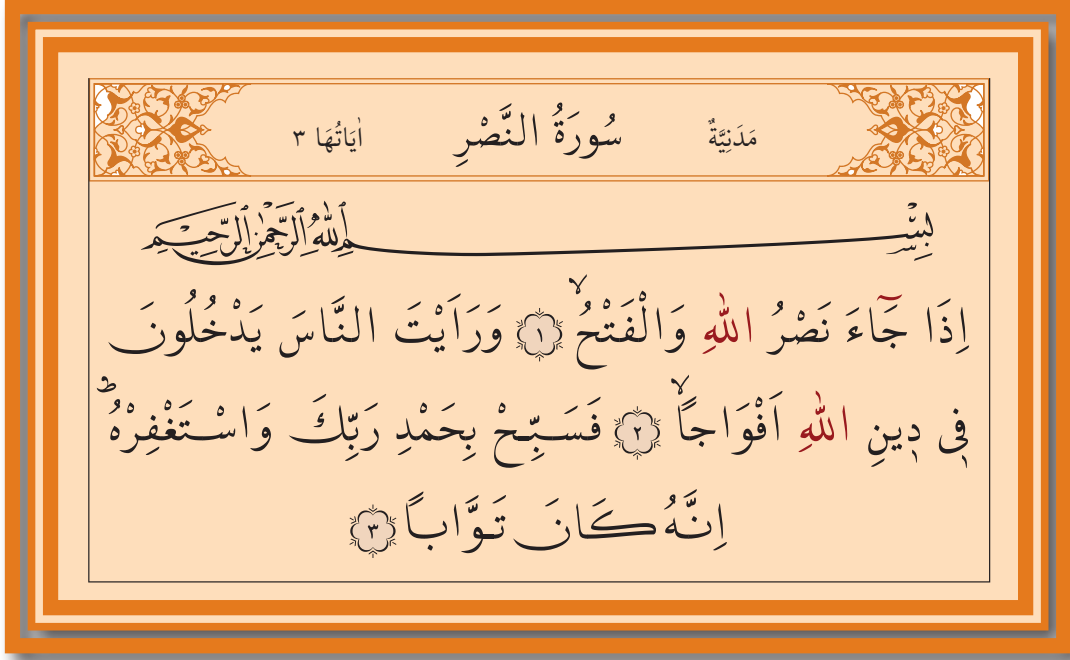 مَدَنِيَّةٌ سُورَةُ النَّصْرِ اٰيَاتُهَا ٣
بِسْمِ اللّٰهِ الرَّحْمٰنِ الرَّحِيمِ
اِذَا جَٓاءَ نَصْرُ اللّٰهِ وَالْفَتْحُۙ ١ وَرَاَيْتَ النَّاسَ يَدْخُلُونَ
فٖي دٖينِ اللّٰهِ اَفْوَاجاًۙ ٢ فَسَبِّحْ بِحَمْدِ رَبِّكَ وَاسْتَغْفِرْهُؕ
اِنَّهُ كَانَ تَوَّاباً ٣